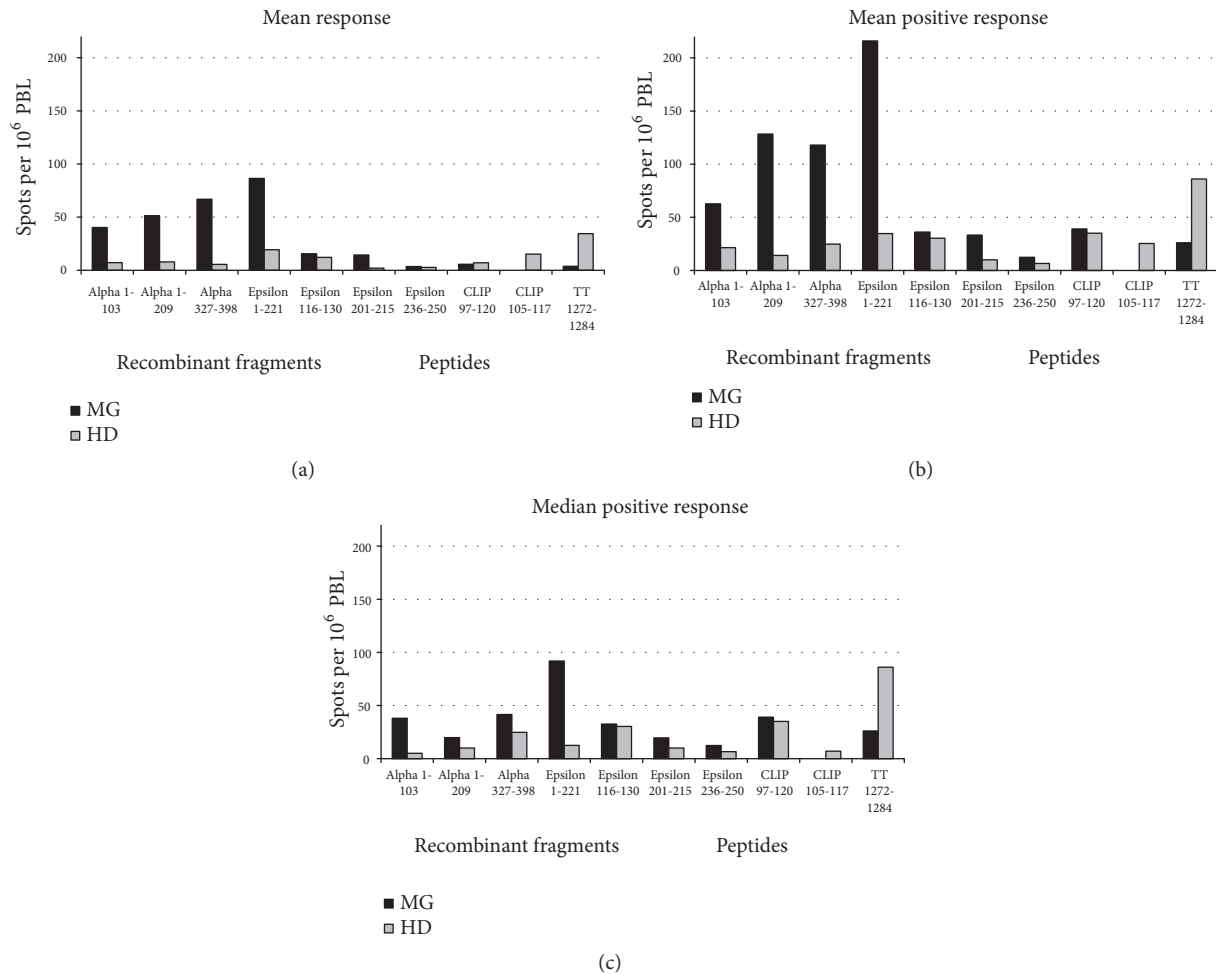 Mean response
Spots per 10⁶ PBL
200
150
100
50
0
Alpha 1-
103
Alpha 1-
209
Alpha
327-398
Epsilon
1-221
Epsilon
116-130
Epsilon
201-215
Epsilon
236-250
CLIP
97-120
CLIP
105-117
TT
1272-
1284
Recombinant fragments
Peptides
MG
HD
(a)
Mean positive response
Spots per 10⁶ PBL
200
150
100
50
0
Alpha 1-
103
Alpha 1-
209
Alpha
327-398
Epsilon
1-221
Epsilon
116-130
Epsilon
201-215
Epsilon
236-250
CLIP
97-120
CLIP
105-117
TT
1272-
1284
Recombinant fragments
Peptides
MG
HD
(b)
Median positive response
Spots per 10⁶ PBL
200
150
100
50
0
Alpha 1-
103
Alpha 1-
209
Alpha
327-398
Epsilon
1-221
Epsilon
116-130
Epsilon
201-215
Epsilon
236-250
CLIP
97-120
CLIP
105-117
TT
1272-
1284
Recombinant fragments
Peptides
MG
HD
(c)